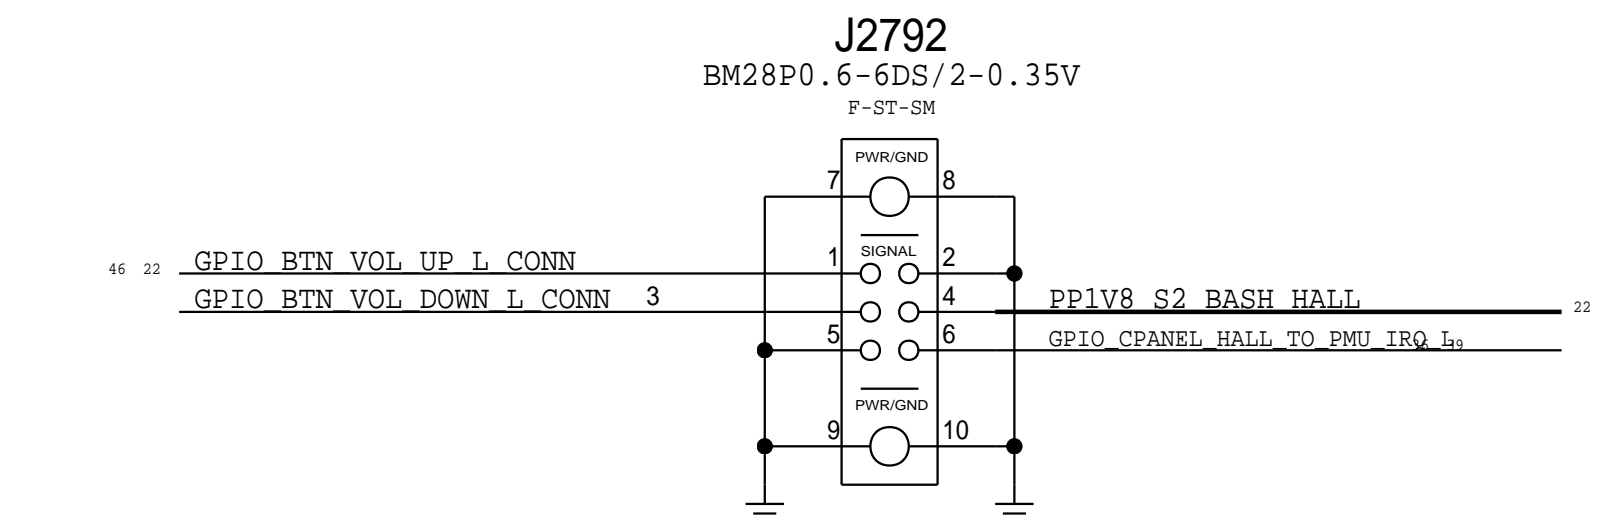 J2792
BM28P0.6-6DS/2-0.35V
F-ST-SM
PWR/GND
7 8
46 22 GPIO_BTN_VOL_UP_L_CONN 1 SIGNAL 2
GPIO_BTN_VOL_DOWN_L_CONN 3 4 PP1V8_S2_BASH_HALL 22
5 6 GPIO_CPANEL_HALL_TO_PMU_IRQ_L 39
PWR/GND
9 10